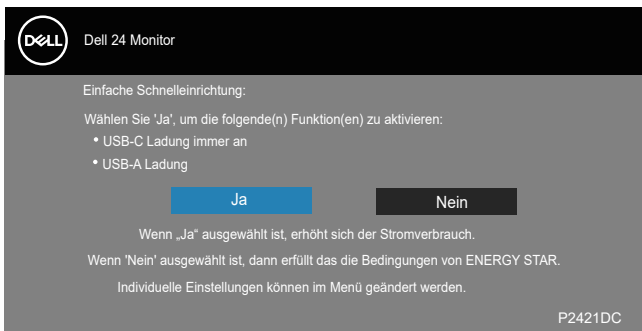 DELL
Dell 24 Monitor
Einfache Schnelleinrichtung:
Wählen Sie 'Ja', um die folgende(n) Funktion(en) zu aktivieren:
• USB-C Ladung immer an
• USB-A Ladung
Ja
Nein
Wenn „Ja“ ausgewählt ist, erhöht sich der Stromverbrauch.
Wenn 'Nein' ausgewählt ist, dann erfüllt das die Bedingungen von ENERGY STAR.
Individuelle Einstellungen können im Menü geändert werden.
P2421DC